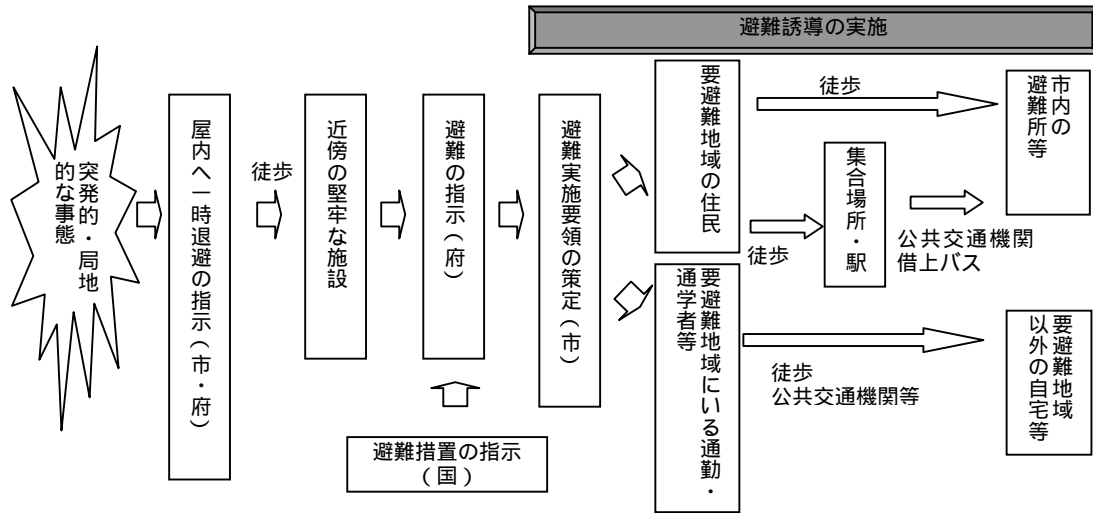 避難誘導の実施
突発的・局地
的な事態
屋内へ一時退避の指示（市・府）
徒歩
近傍の堅牢な施設
避難の指示（府）
避難措置の指示
（国）
避難実施要領の策定（市）
要避難地域の住民
徒歩
市内の
避難所等
徒歩
集合場所・駅
公共交通機関
借上バス
要避難地域にいる通勤・
通学者等
徒歩
公共交通機関等
要避難地域
以外の自宅等